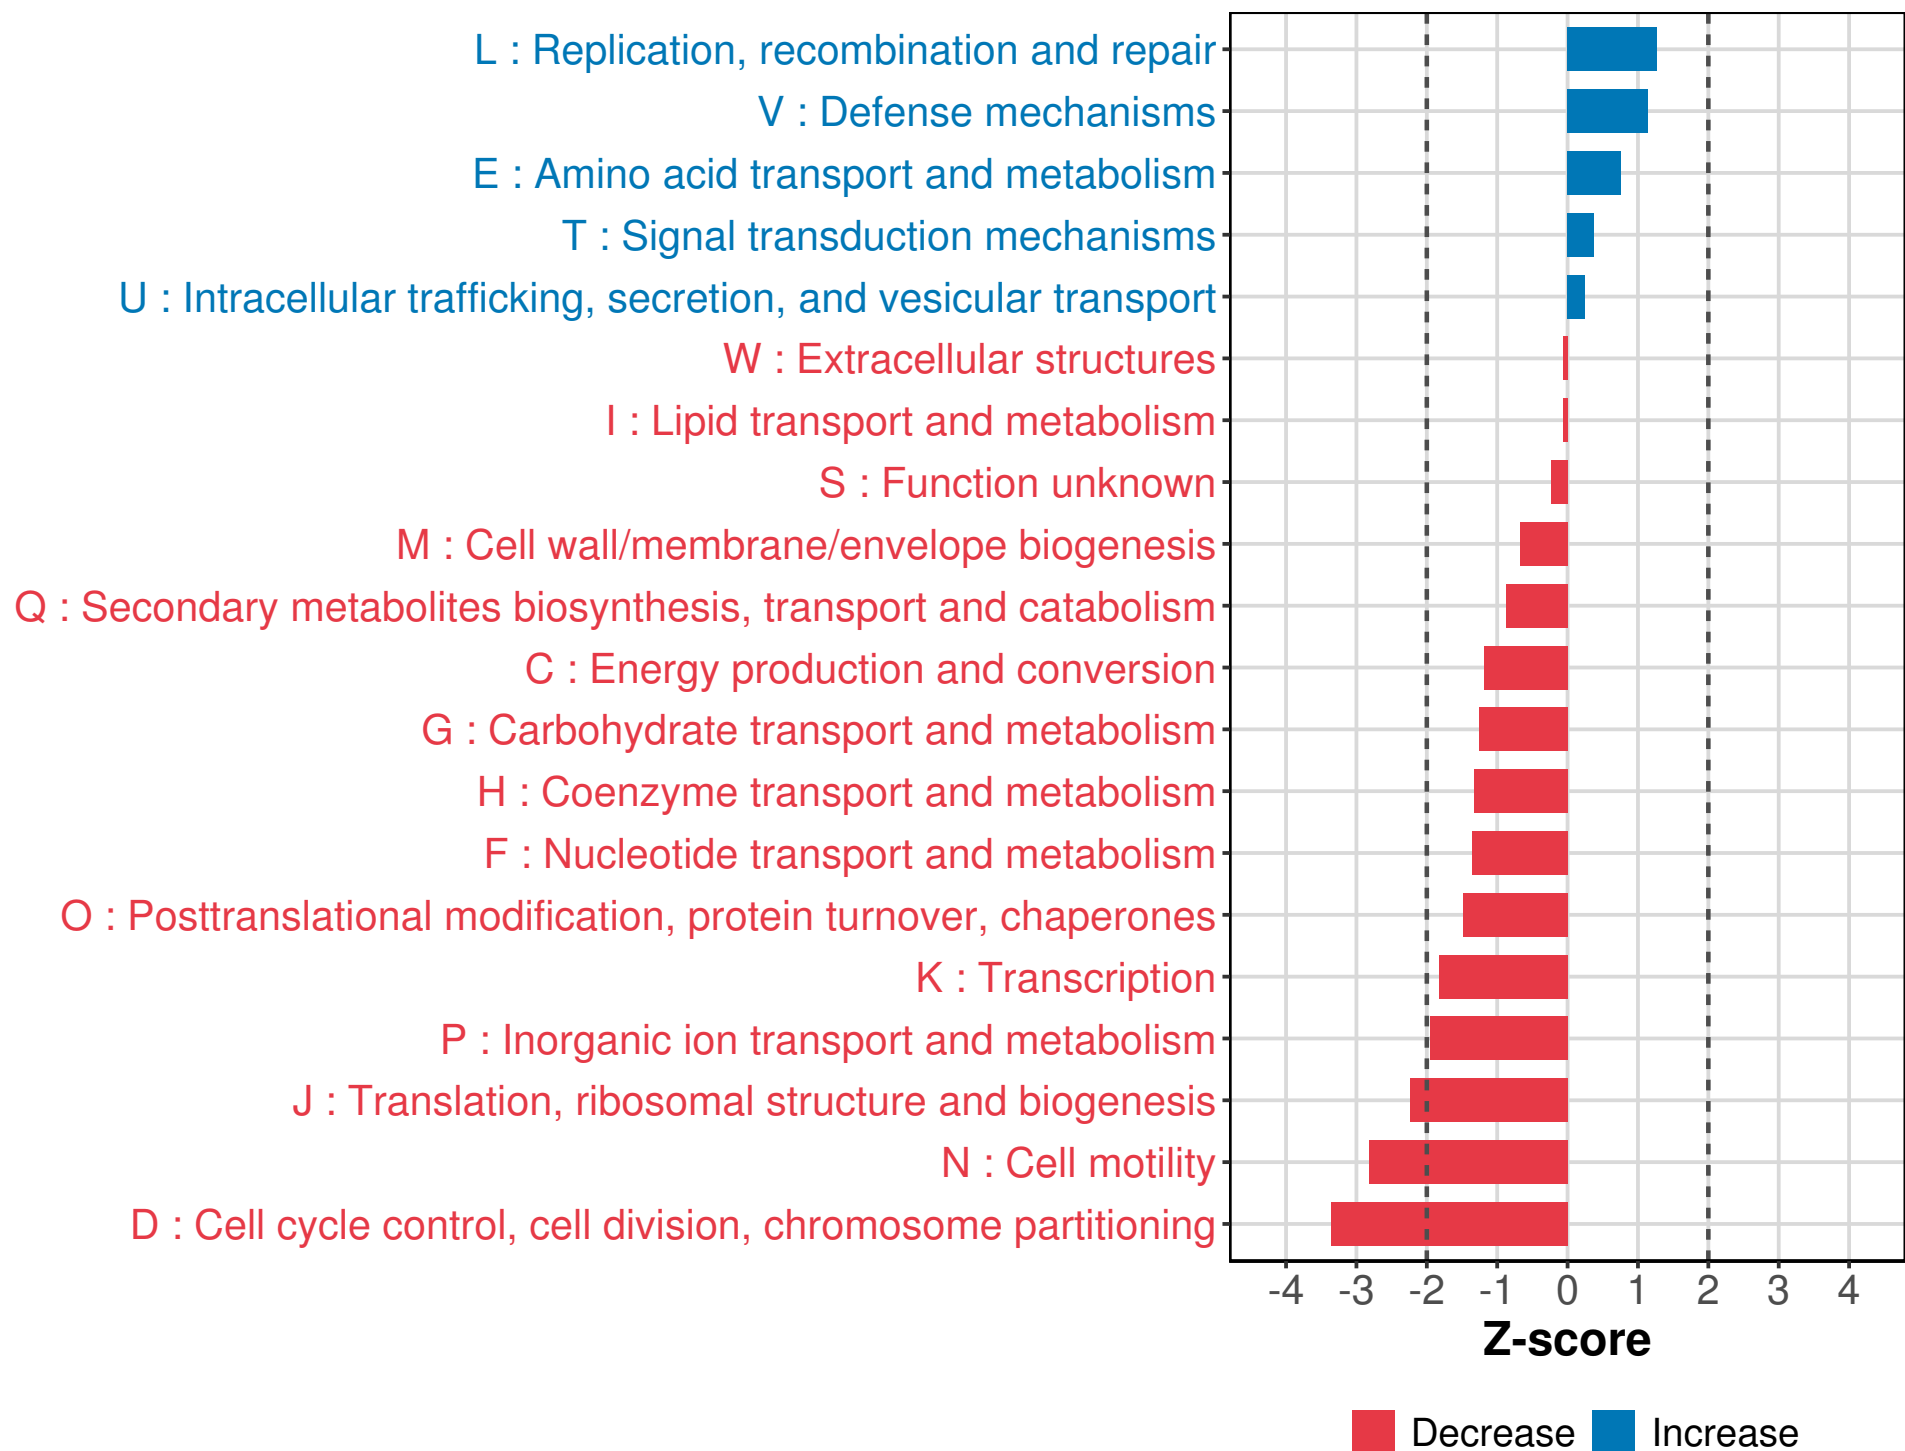 L : Replication, recombination and repair
V : Defense mechanisms
E : Amino acid transport and metabolism
T : Signal transduction mechanisms
U : Intracellular trafficking, secretion, and vesicular transport
W : Extracellular structures
I : Lipid transport and metabolism
S : Function unknown
M : Cell wall/membrane/envelope biogenesis
Q : Secondary metabolites biosynthesis, transport and catabolism
C : Energy production and conversion
G : Carbohydrate transport and metabolism
H : Coenzyme transport and metabolism
F : Nucleotide transport and metabolism
O : Posttranslational modification, protein turnover, chaperones
K : Transcription
P : Inorganic ion transport and metabolism
J : Translation, ribosomal structure and biogenesis
N : Cell motility
D : Cell cycle control, cell division, chromosome partitioning
-4 -3 -2 -1 0 1 2 3 4
Z-score
Decrease Increase